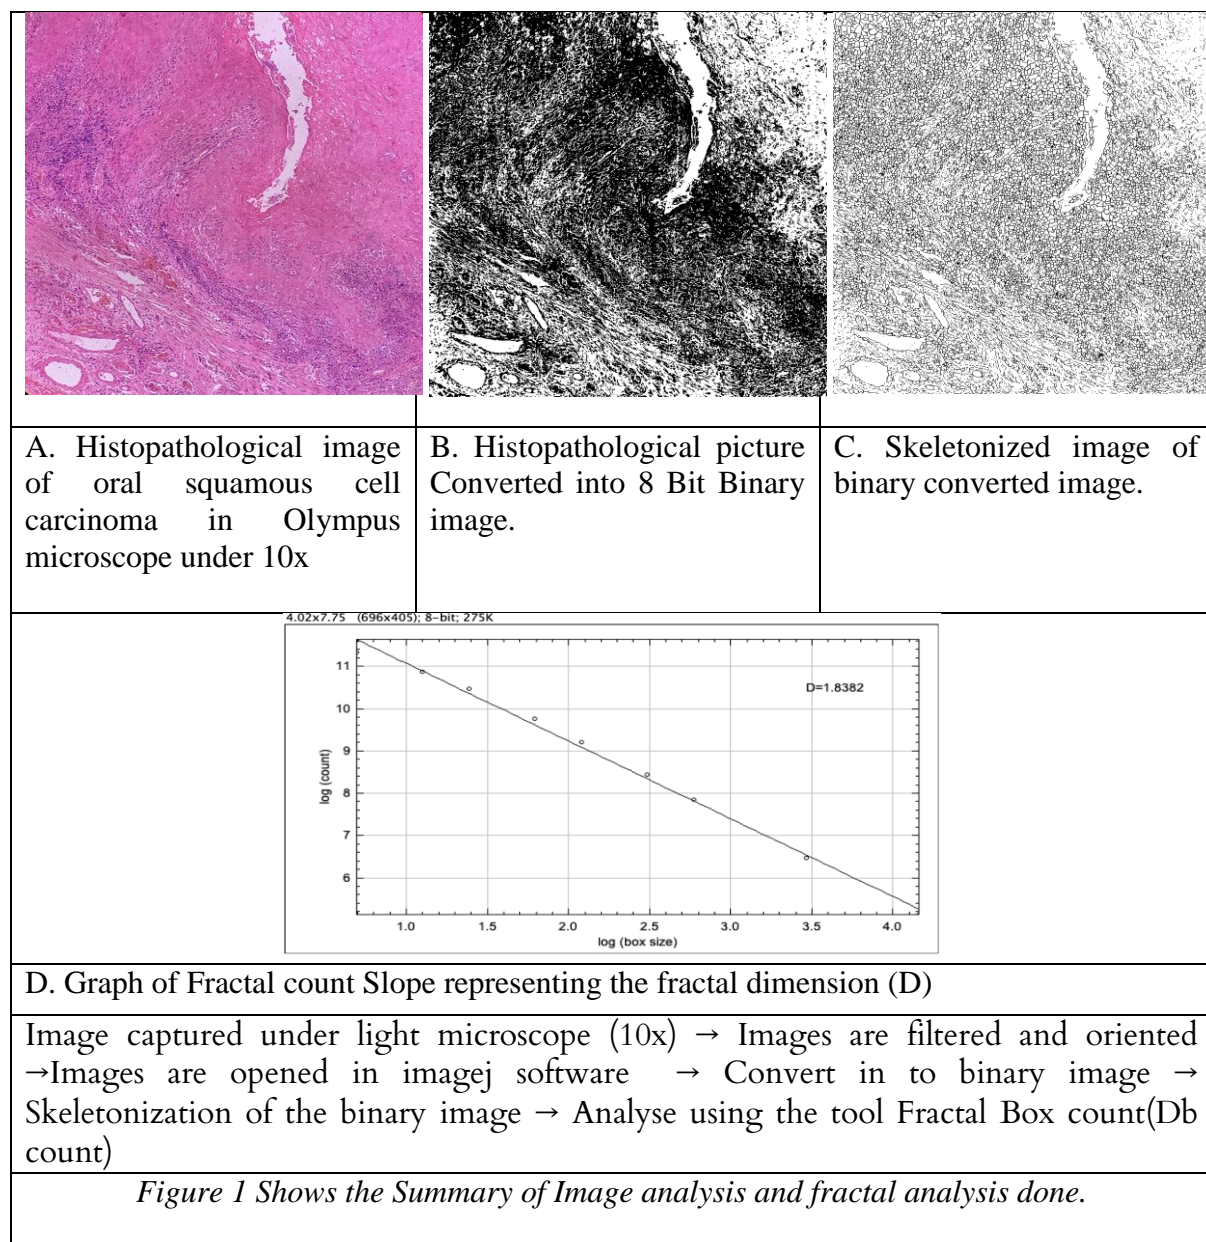 A. Histopathological image
of oral squamous cell
carcinoma in Olympus
microscope under 10x
B. Histopathological picture
Converted into 8 Bit Binary
image.
C. Skeletonized image of
binary converted image.
4.02x7.75 (696x405); 8-bit; 275K
D=1.8382
11
10
9
8
7
6
log (count)
1.0 1.5 2.0 2.5 3.0 3.5 4.0
log (box size)
D. Graph of Fractal count Slope representing the fractal dimension (D)
Image captured under light microscope (10x) → Images are filtered and oriented
→Images are opened in imagej software → Convert in to binary image →
Skeletonization of the binary image → Analyse using the tool Fractal Box count(Db
count)
Figure 1 Shows the Summary of Image analysis and fractal analysis done.